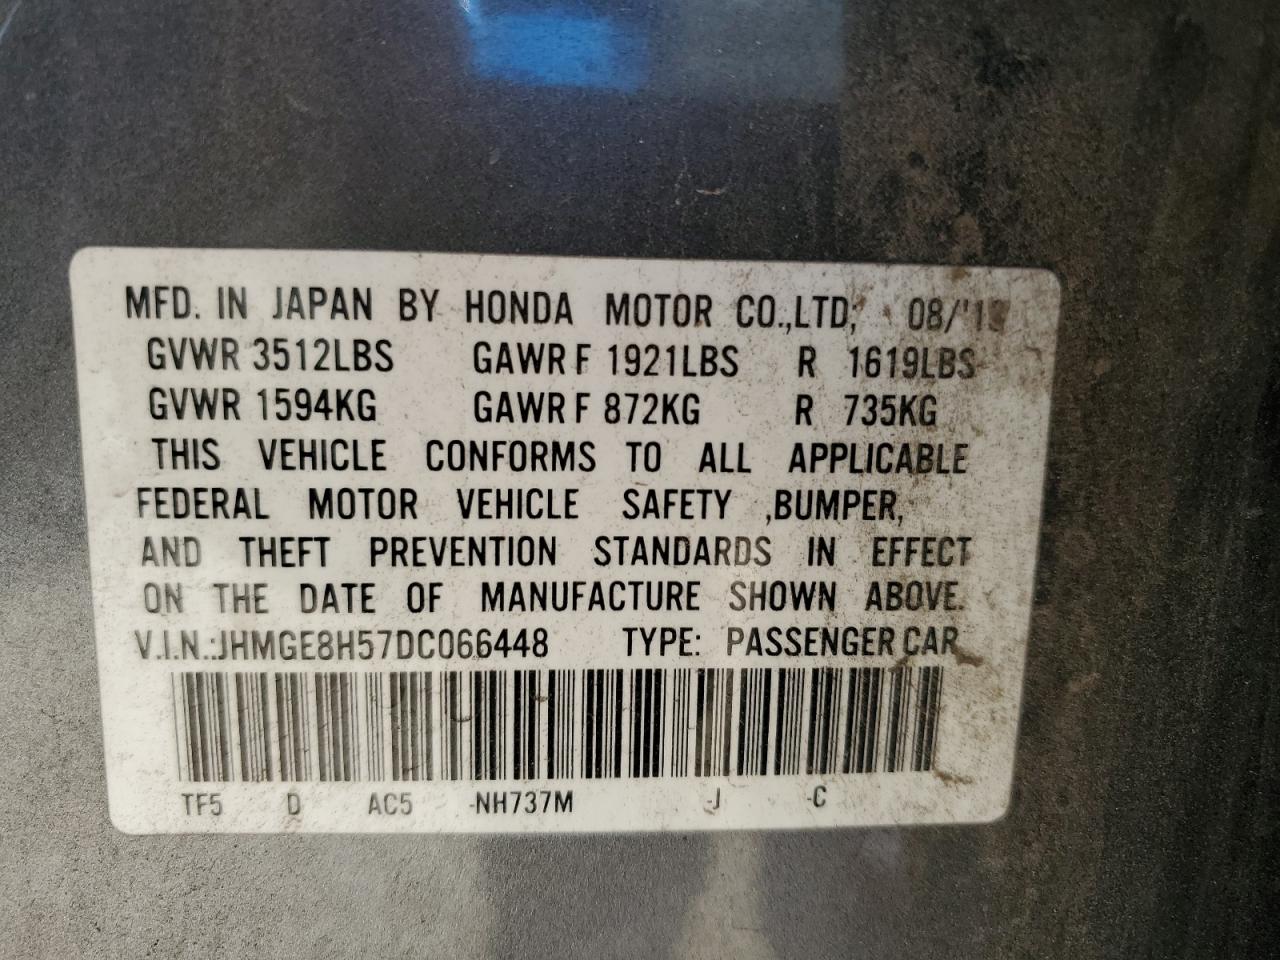 MFD. IN JAPAN BY HONDA MOTOR CO.,LTD;
GVWR 3512LBS GAWR F 1921LBS R 1619LBS
GVWR 1594KG GAWR F 872KG R 735KG
THIS VEHICLE CONFORMS TO ALL APPLICABLE
FEDERAL MOTOR VEHICLE SAFETY ,BUMPER,
AND THEFT PREVENTION STANDARDS IN EFFECT
ON THE DATE OF MANUFACTURE SHOWN ABOVE.
V.I.N.:JHMGE8H57DC066448 TYPE: PASSENGER CAR
TF5 D AC5 -NH737M -J -C